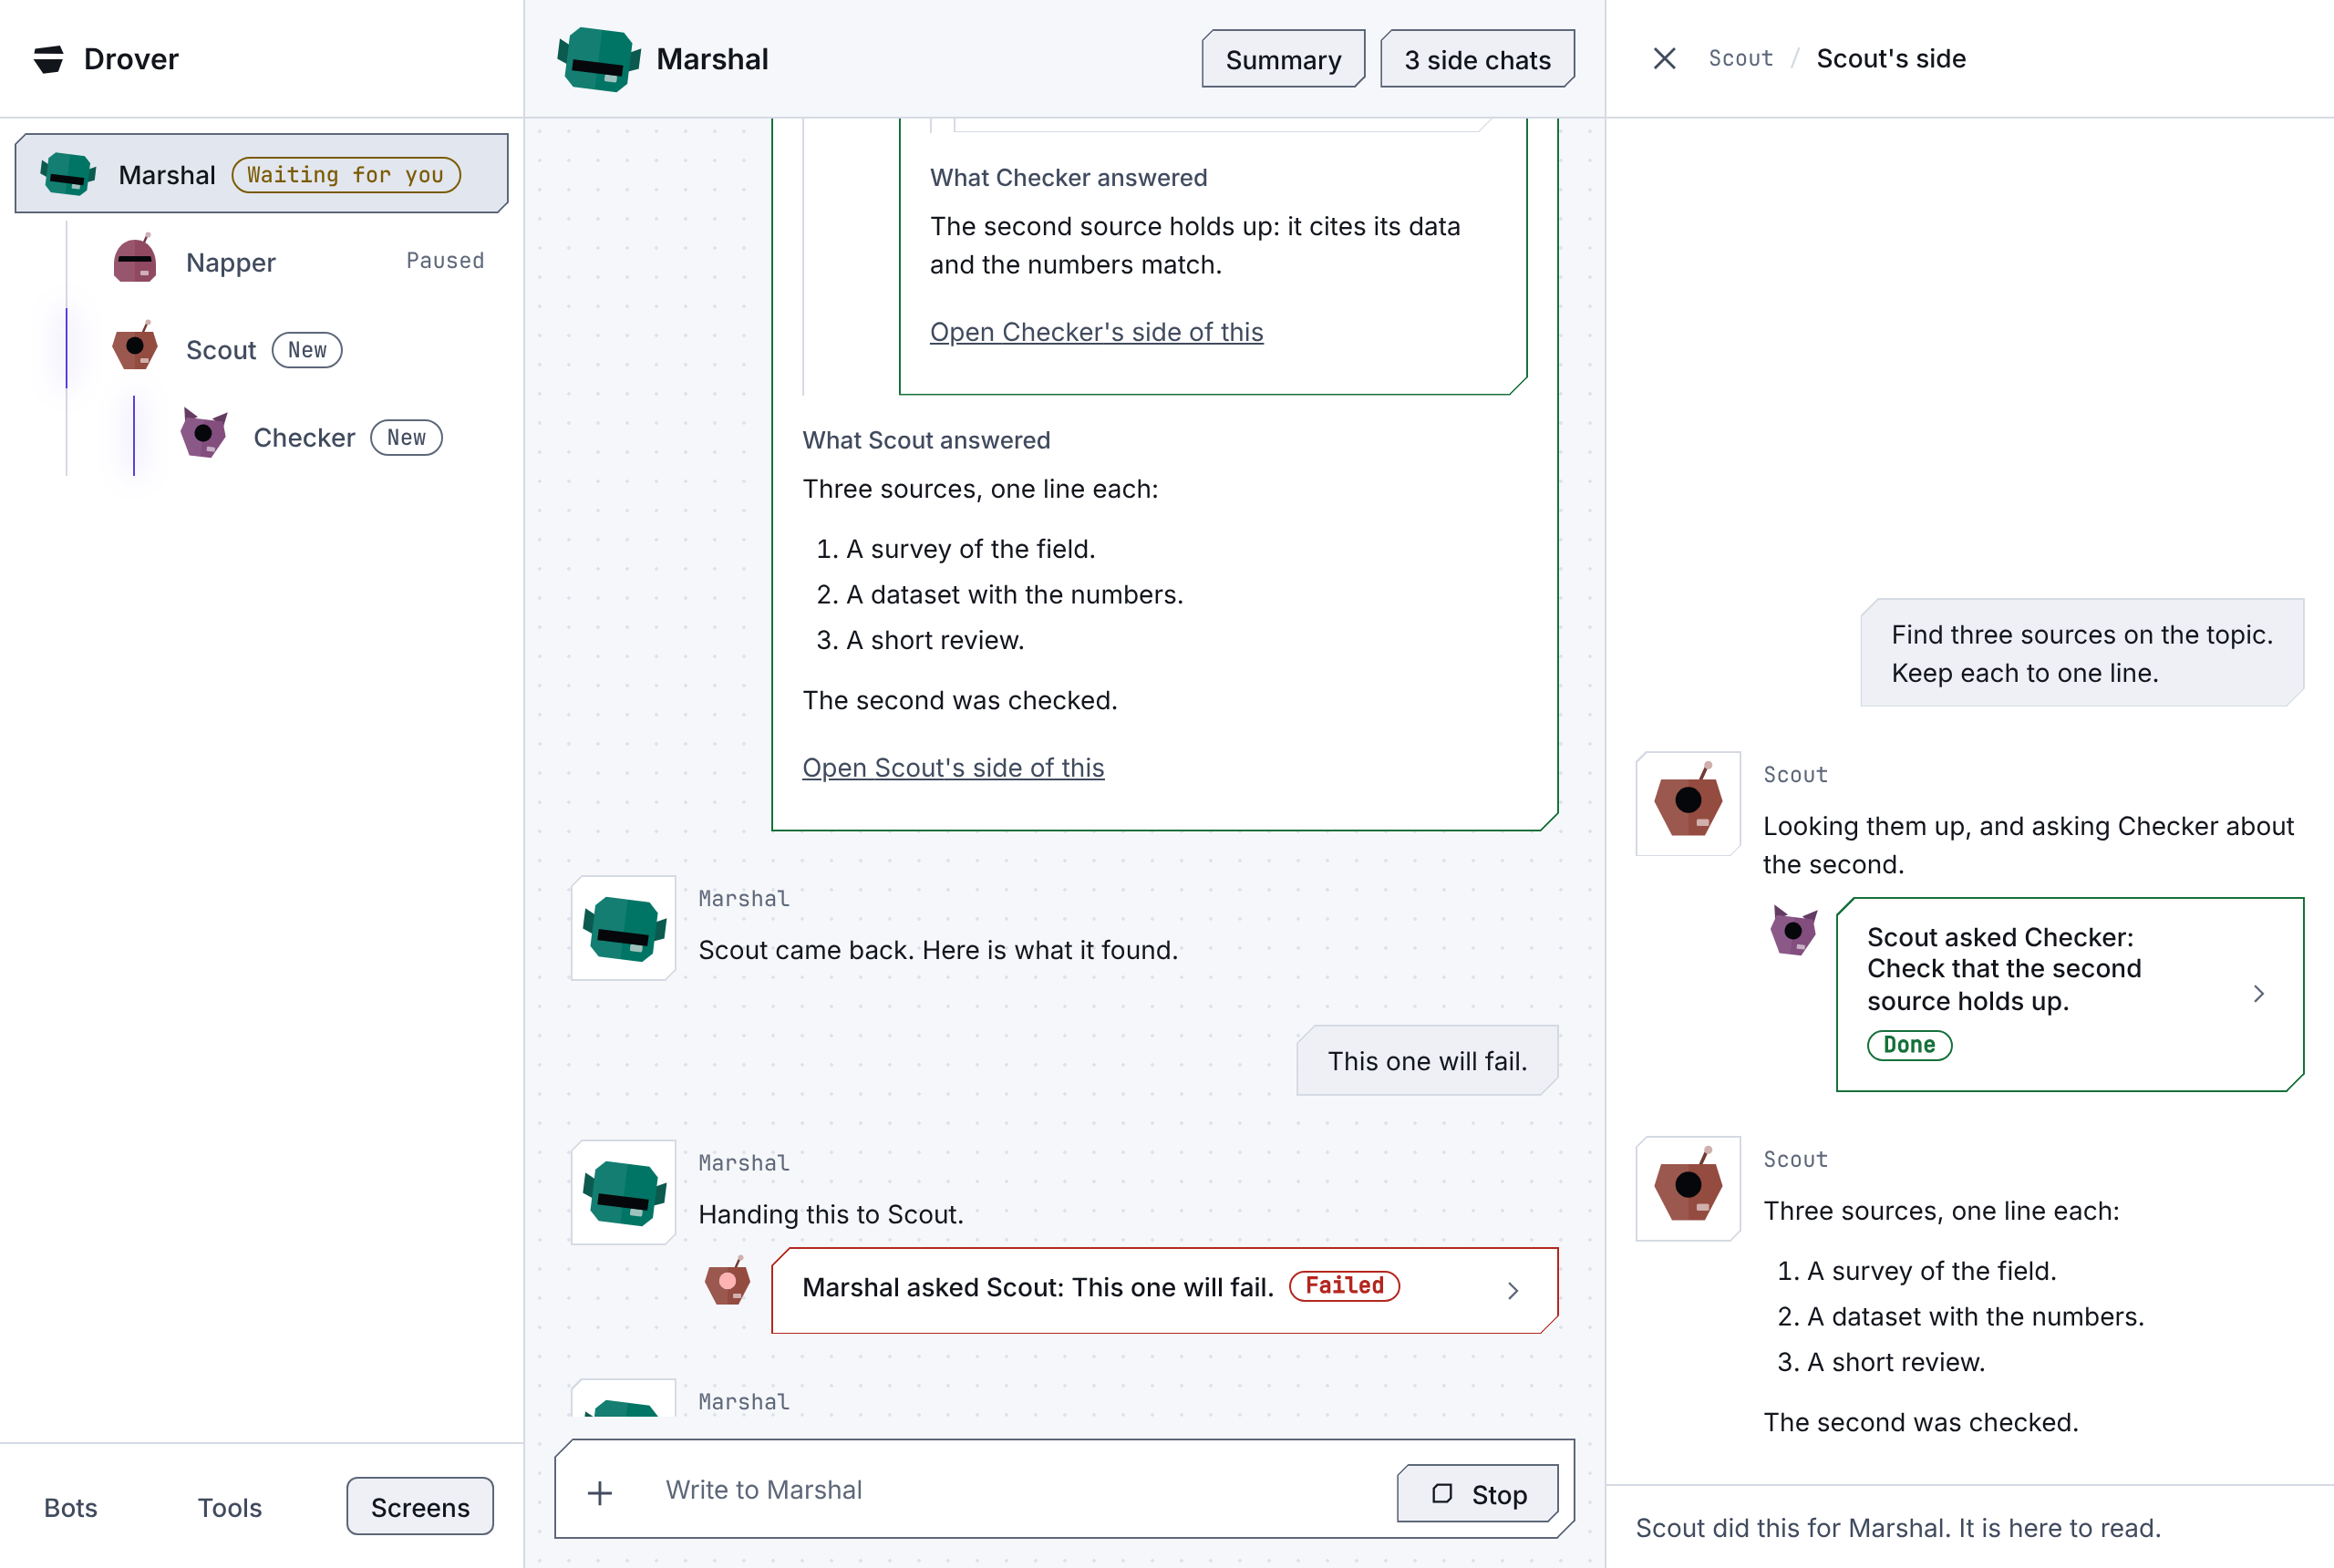 Drover
Marshal Waiting for you
Napper Paused
Scout New
Checker New
Bots Tools Screens
Marshal
Summary
3 side chats
What Checker answered
The second source holds up: it cites its data
and the numbers match.
Open Checker's side of this
What Scout answered
Three sources, one line each:
1. A survey of the field.
2. A dataset with the numbers.
3. A short review.
The second was checked.
Open Scout's side of this
Marshal
Scout came back. Here is what it found.
This one will fail.
Marshal
Handing this to Scout.
Marshal asked Scout: This one will fail. Failed
Marshal
Write to Marshal
Stop
Scout / Scout's side
Find three sources on the topic.
Keep each to one line.
Scout
Looking them up, and asking Checker about
the second.
Scout asked Checker:
Check that the second
source holds up.
Done
Scout
Three sources, one line each:
1. A survey of the field.
2. A dataset with the numbers.
3. A short review.
The second was checked.
Scout did this for Marshal. It is here to read.